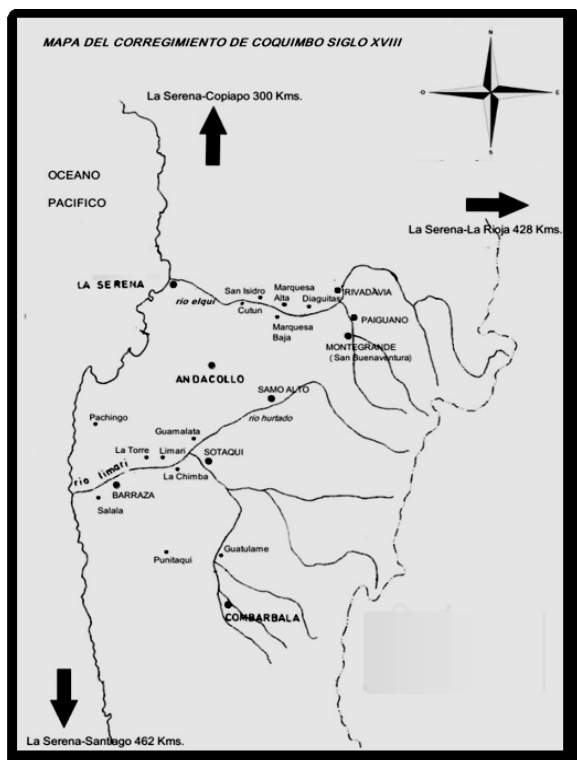 MAPA DEL CORREGIMIENTO DE COQUIMBO SIGLO XVIII
N
O
E
S
La Serena-Copiapo 300 Kms.
OCEANO
PACIFICO
La Serena-La Rioja 428 Kms.
LA SERENA
rio elqui
San Isidro
Cutun
Marquesa
Alta
Diaguitas
RIVADAVIA
Marquesa
Baja
PAIGUANO
MONTEGRANDE
(San Buenaventura)
ANDACOLLO
SAMO ALTO
rio hurtado
Pachingo
Guamalata
La Torre
Limari
SOTAQUI
rio limari
La Chimba
BARRAZA
Salala
Punitaqui
Guatulame
COMBARBALA
La Serena-Santiago 462 Kms.